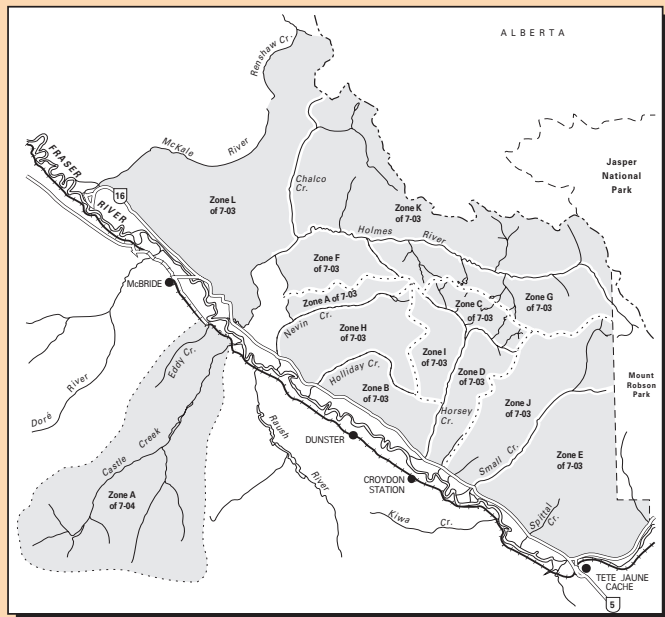 ALBERTA
Renshaw Cr.
McKale River
FRASER
RIVER
16
Zone L
of 7-03
Chalco
Cr.
Zone K
of 7-03
Jasper
National
Park
Holmes River
Zone F
of 7-03
McBRIDE
Zone A of 7-03
Zone C
of 7-03
Zone G
of 7-03
Nevin Cr.
Zone H
of 7-03
Zone I
of 7-03
Eddy Cr.
Holliday Cr.
Zone B
of 7-03
Zone D
of 7-03
Mount
Robson
Park
Doré River
Zone J
of 7-03
Horsey
Cr.
Raush
River
DUNSTER
Castle Creek
Small Cr.
Zone E
of 7-03
CROYDON
STATION
Zone A
of 7-04
Kiwa Cr.
Spittal
Cr.
TETE JAUNE
CACHE
5